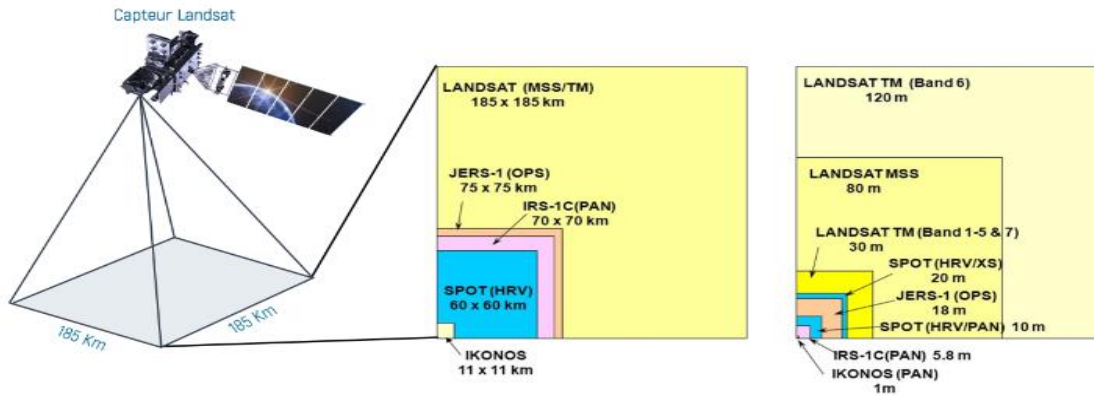 Capteur Landsat
185 Km
185 Km
LANDSAT (MSS/TM)
185 x 185 km
JERS-1 (OPS)
75 x 75 km
IRS-1C(PAN)
70 x 70 km
SPOT (HRV)
60 x 60 km
IKONOS
11 x 11 km
LANDSAT TM (Band 6)
120 m
LANDSAT MSS
80 m
LANDSAT TM (Band 1-5 & 7)
30 m
SPOT (HRV/XS)
20 m
JERS-1 (OPS)
18 m
SPOT (HRV/PAN) 10 m
IRS-1C(PAN) 5.8 m
IKONOS (PAN)
1m